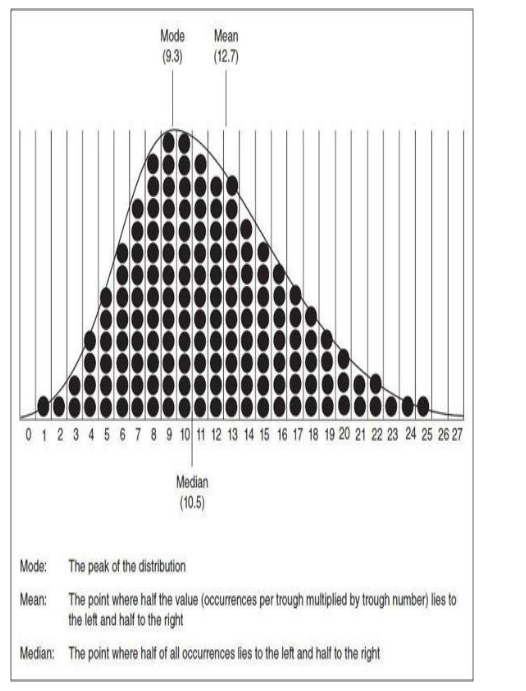 Mode Mean
(9.3) (12.7)
0 1 2 3 4 5 6 7 8 9 10 11 12 13 14 15 16 17 18 19 20 21 22 23 24 25 26 27
Median
(10.5)
Mode: The peak of the distribution
Mean: The point where half the value (occurrences per trough multiplied by trough number) lies to
the left and half to the right
Median: The point where half of all occurrences lies to the left and half to the right